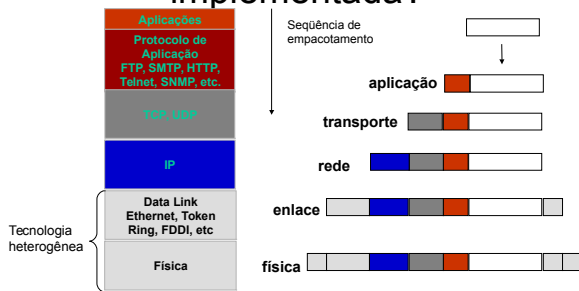 implementada?
Aplicações
Protocolo de
Aplicação
FTP, SMTP, HTTP,
Telnet, SNMP, etc.
TCP, UDP
IP
Data Link
Ethernet, Token
Ring, FDDI, etc
Física
Tecnologia
heterogênea
Seqüência de
empacotamento
aplicação
transporte
rede
enlace
física